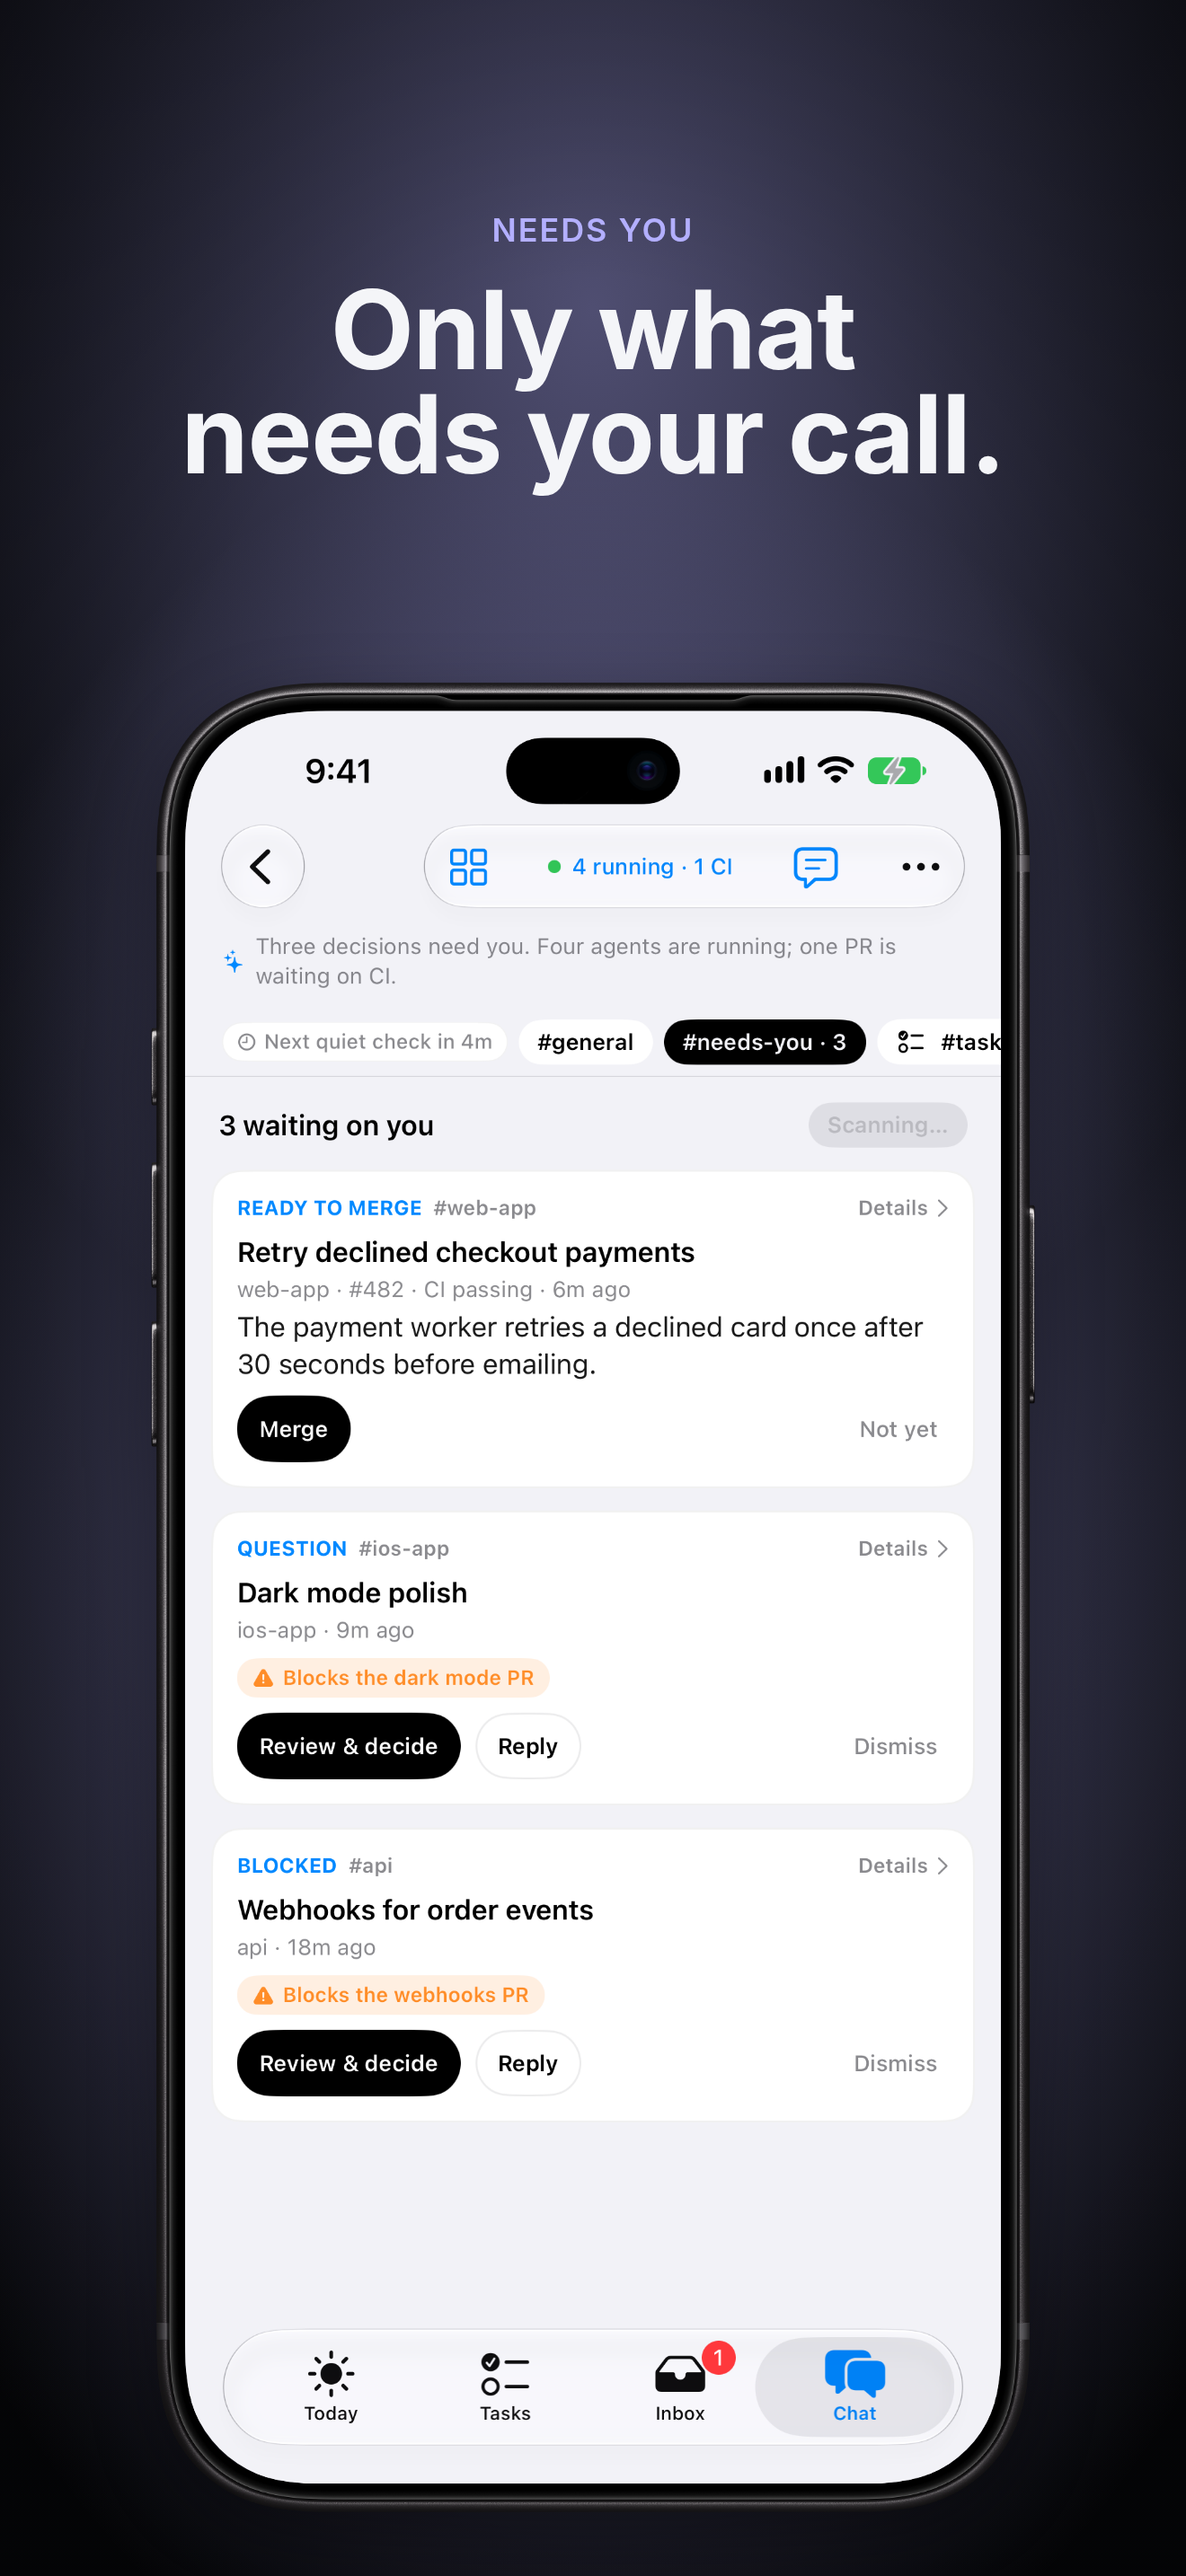 NEEDS YOU
Only what
needs your call.
9:41
4 running · 1 CI
Three decisions need you. Four agents are running; one PR is
waiting on CI.
Next quiet check in 4m
#general
#needs-you · 3
#task
3 waiting on you
Scanning...
READY TO MERGE #web-app
Details
Retry declined checkout payments
web-app · #482 · CI passing · 6m ago
The payment worker retries a declined card once after
30 seconds before emailing.
Merge
Not yet
QUESTION #ios-app
Details
Dark mode polish
ios-app · 9m ago
Blocks the dark mode PR
Review & decide
Reply
Dismiss
BLOCKED #api
Details
Webhooks for order events
api · 18m ago
Blocks the webhooks PR
Review & decide
Reply
Dismiss
1
Today
Tasks
Inbox
Chat